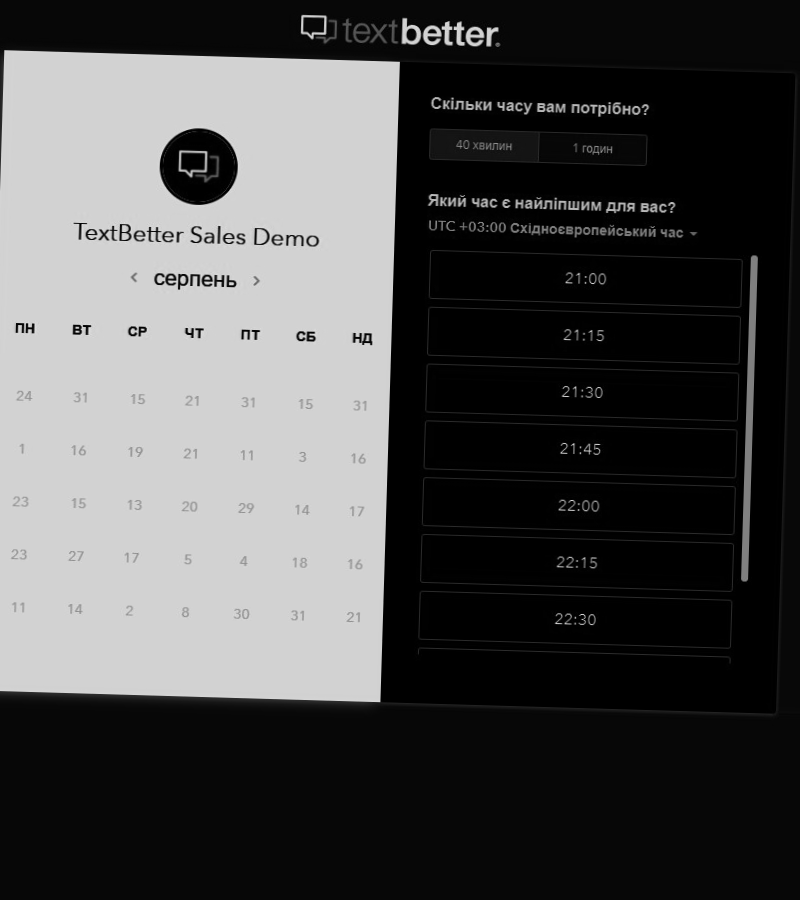 textbetter.
TextBetter Sales Demo
серпень
ПН ВТ СР ЧТ ПТ СБ НД
24 31 15 21 31 15 31
1 16 19 21 11 3 16
23 15 13 20 29 14 17
23 27 17 5 4 18 16
11 14 2 8 30 31 21
Скільки часу вам потрібно?
40 хвилин 1 годин
Який час є найліпшим для вас?
UTC +03:00 Східноєвропейський час
21:00
21:15
21:30
21:45
22:00
22:15
22:30